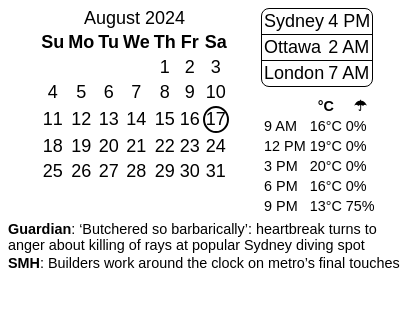 August 2024
Su Mo Tu We Th Fr Sa
1 2 3
4 5 6 7 8 9 10
11 12 13 14 15 16 17
18 19 20 21 22 23 24
25 26 27 28 29 30 31
Sydney 4 PM
Ottawa 2 AM
London 7 AM
°C ☂
9 AM 16°C 0%
12 PM 19°C 0%
3 PM 20°C 0%
6 PM 16°C 0%
9 PM 13°C 75%
Guardian: ‘Butchered so barbarically’: heartbreak turns to
anger about killing of rays at popular Sydney diving spot
SMH: Builders work around the clock on metro’s final touches